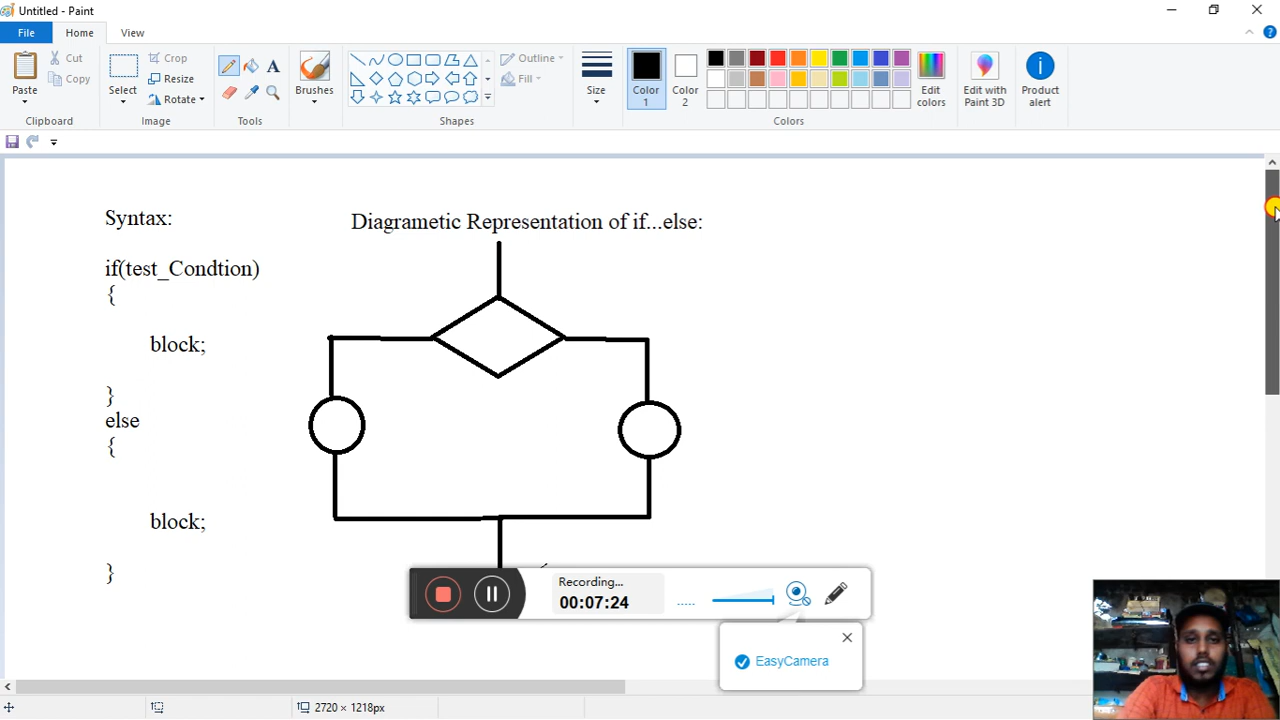 Untitled - Paint
File
Home
View
Paste
Cut
Copy
Clipboard
Select
Crop
Resize
Rotate
Image
A
Tools
Brushes
Outline
Fill
Shapes
Size
Color
1
Color
2
Edit
colors
Colors
Edit with
Paint 3D
Product
alert
Syntax:
Diagrametic Representation of if...else:
if(test_Condtion)
{
block;
}
else
{
block;
}
Recording...
00:07:24
EasyCamera
2720 × 1218px